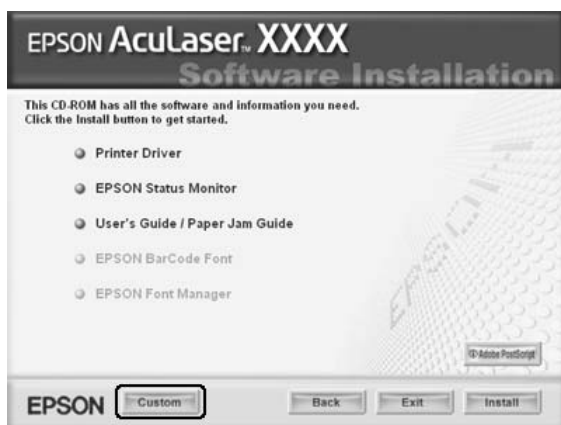 EPSON AcuLaser™ XXXX
Software Installation
This CD-ROM has all the software and information you need.
Click the Install button to get started.
Printer Driver
EPSON Status Monitor
User's Guide / Paper Jam Guide
EPSON BarCode Font
EPSON Font Manager
EPSON
Adobe PostScript
EPSON Custom Back Exit Install